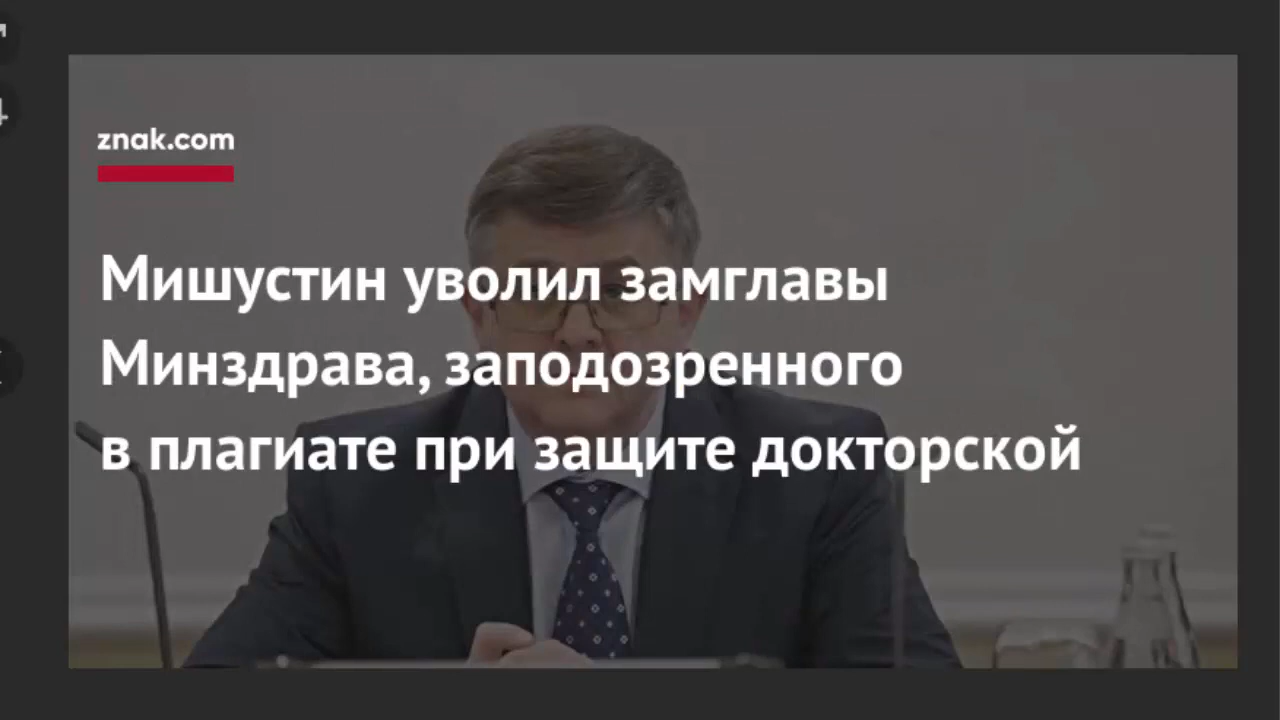 znak.com
Мишустин уволил замглавы
Минздрава, заподозренного
в плагиате при защите докторской